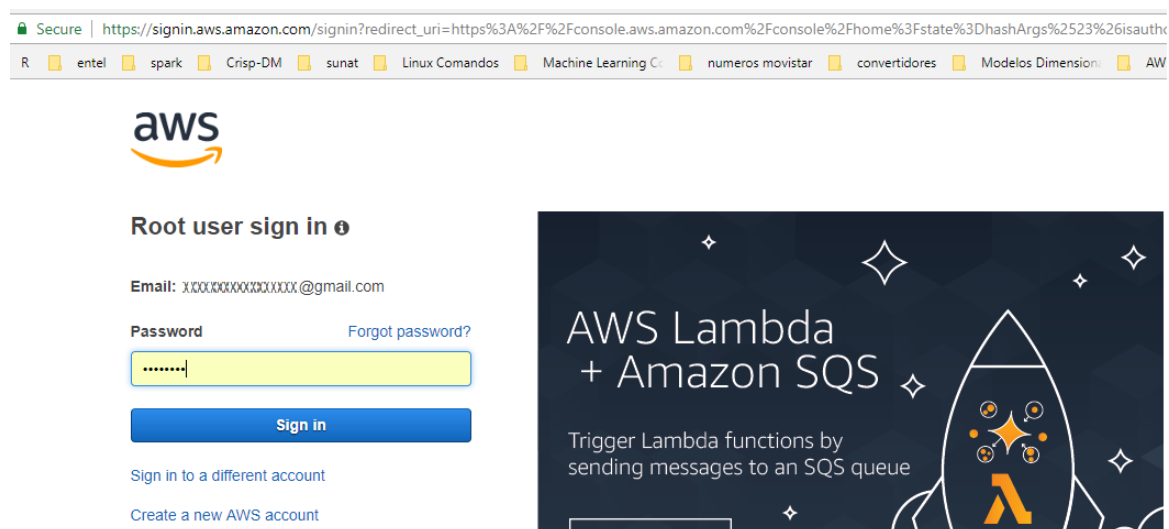 Secure | https://signin.aws.amazon.com/signin?redirect_uri=https%3A%2F%2Fconsole.aws.amazon.com%2Fconsole%2Fhome%3Fstate%3DhashArgs%2523%26isauthc
R entel spark Crisp-DM sunat Linux Comandos Machine Learning Co numeros movistar convertidores Modelos Dimension AW
aws
Root user sign in
Email: @gmail.com
Password Forgot password?
••••••••
Sign in
Sign in to a different account
Create a new AWS account
AWS Lambda
+ Amazon SQS
Trigger Lambda functions by
sending messages to an SQS queue